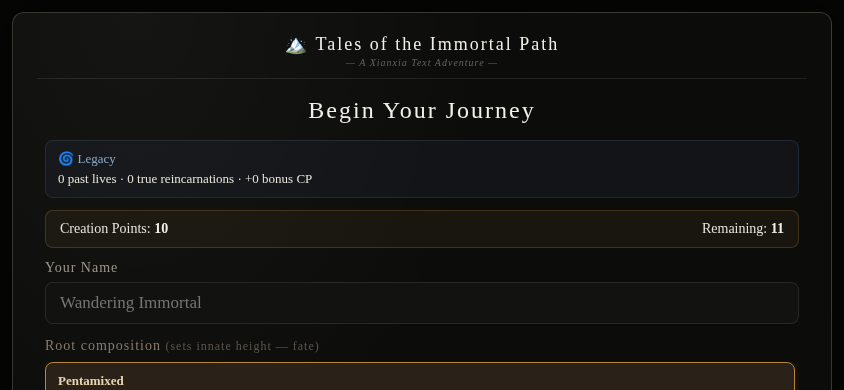 Tales of the Immortal Path
— A Xianxia Text Adventure —
Begin Your Journey
Legacy
0 past lives · 0 true reincarnations · +0 bonus CP
Creation Points: 10 Remaining: 11
Your Name
Wandering Immortal
Root composition (sets innate height — fate)
Pentamixed